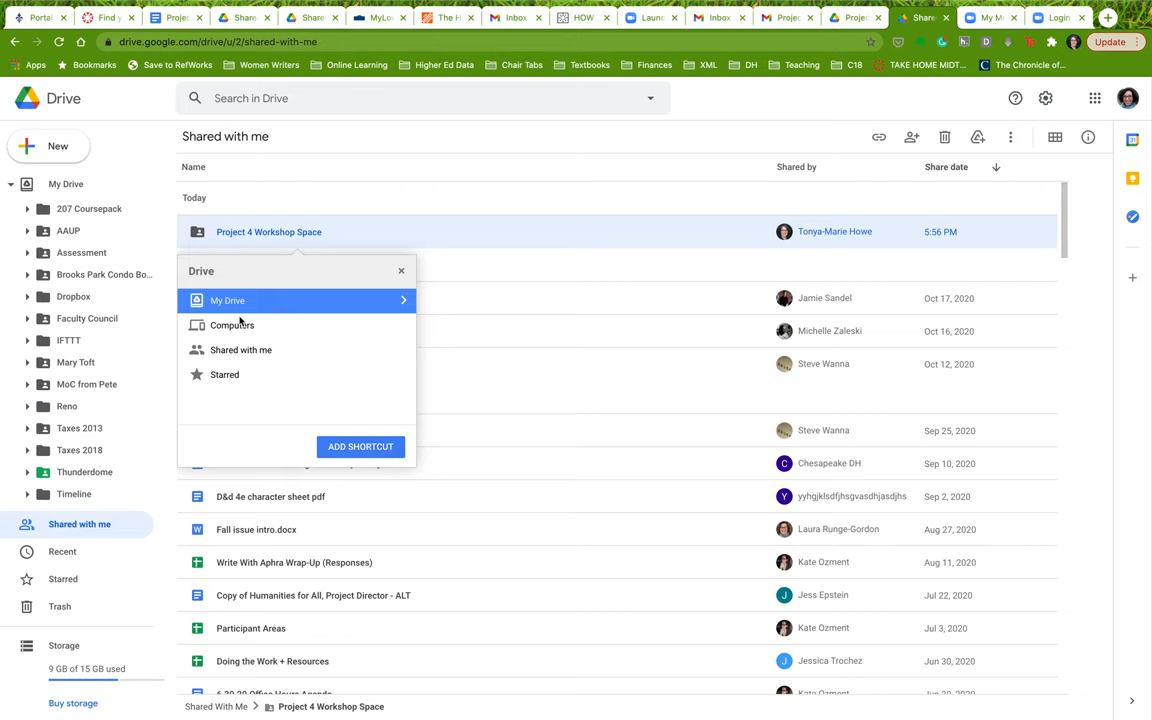 Portal
Find y
Projec
Share
Share
MyLo
The H
Inbox
HOW
Launc
Inbox
Projec
Projec
Share
My M
Login
drive.google.com/drive/u/2/shared-with-me
Update
Apps
Bookmarks
Save to RefWorks
Women Writers
Online Learning
Higher Ed Data
Chair Tabs
Textbooks
Finances
XML
DH
Teaching
C18
TAKE HOME MIDT...
The Chronicle of...
Drive
Search in Drive
New
Shared with me
Name
Shared by
Share date
My Drive
207 Coursepack
AAUP
Assessment
Brooks Park Condo Bo...
Dropbox
Faculty Council
IFTTT
Mary Toft
MoC from Pete
Reno
Taxes 2013
Taxes 2018
Thunderdome
Timeline
Shared with me
Recent
Starred
Trash
Storage
9 GB of 15 GB used
Buy storage
Today
Project 4 Workshop Space
Tonya-Marie Howe
5:56 PM
Drive
My Drive
Computers
Shared with me
Starred
ADD SHORTCUT
Jamie Sandel
Oct 17, 2020
Michelle Zaleski
Oct 16, 2020
Steve Wanna
Oct 12, 2020
Steve Wanna
Sep 25, 2020
Chesapeake DH
Sep 10, 2020
D&d 4e character sheet pdf
yyhgjklsdfjhsgvasdhjasdjhs
Sep 2, 2020
Fall issue intro.docx
Laura Runge-Gordon
Aug 27, 2020
Write With Aphra Wrap-Up (Responses)
Kate Ozment
Aug 11, 2020
Copy of Humanities for All, Project Director - ALT
Jess Epstein
Jul 22, 2020
Participant Areas
Kate Ozment
Jul 3, 2020
Doing the Work + Resources
Jessica Trochez
Jun 30, 2020
6.30.20 Office Hours Agenda
Kate Ozment
Jun 30, 2020
Shared With Me
Project 4 Workshop Space